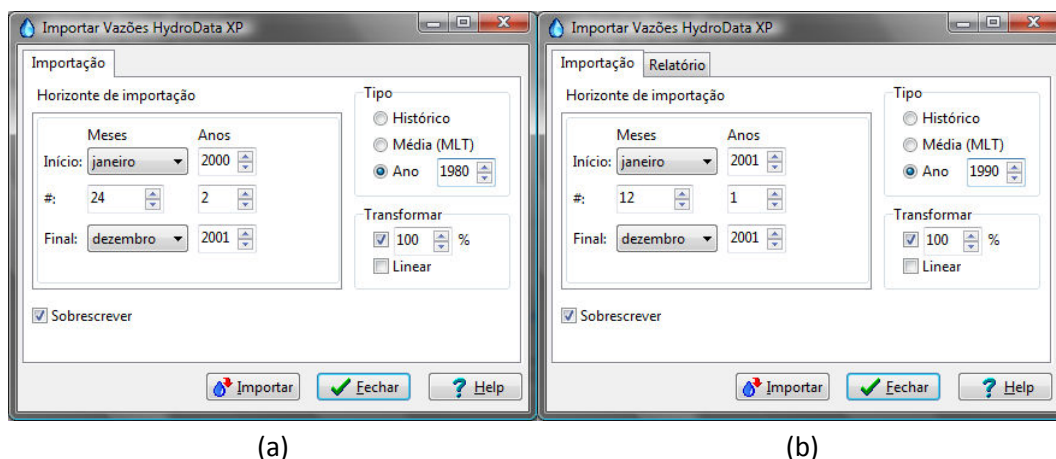 Importar Vazões HydroData XP
Importação
Horizonte de importação
Meses Anos
Início: janeiro 2000
#: 24 2
Final: dezembro 2001
Tipo
Histórico
Média (MLT)
Ano 1980
Transformar
100 %
Linear
Sobrescrever
Importar Fechar Help
(a)
Importar Vazões HydroData XP
Importação Relatório
Horizonte de importação
Meses Anos
Início: janeiro 2001
#: 12 1
Final: dezembro 2001
Tipo
Histórico
Média (MLT)
Ano 1990
Transformar
100 %
Linear
Sobrescrever
Importar Fechar Help
(b)